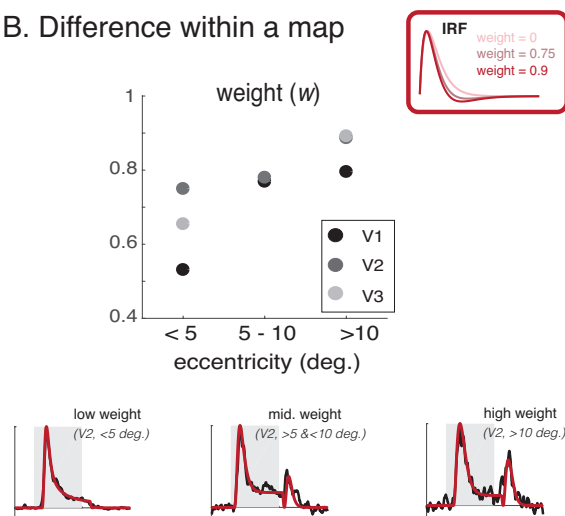 B. Difference within a map
IRF
weight = 0
weight = 0.75
weight = 0.9
weight (w)
1
0.8
0.6
0.4
V1
V2
V3
< 5 5 - 10 >10
eccentricity (deg.)
low weight
(V2, <5 deg.)
mid. weight
(V2, >5 &<10 deg.)
high weight
(V2, >10 deg.)